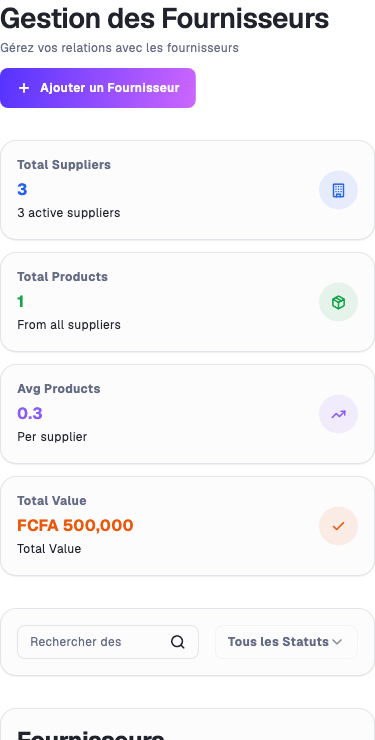 Gestion des Fournisseurs
Gérez vos relations avec les fournisseurs
+ Ajouter un Fournisseur
Total Suppliers
3
3 active suppliers
Total Products
1
From all suppliers
Avg Products
0.3
Per supplier
Total Value
FCFA 500,000
Total Value
Rechercher des
Tous les Statuts
Fournisseurs